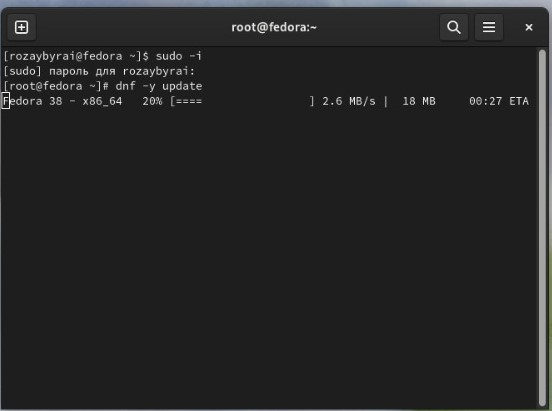 root@fedora:~
[rozaybyrai@fedora ~]$ sudo -i
[sudo] пароль для rozaybyrai:
[root@fedora ~]# dnf -y update
Fedora 38 - x86_64   20% [====                ] 2.6 MB/s |  18 MB     00:27 ETA